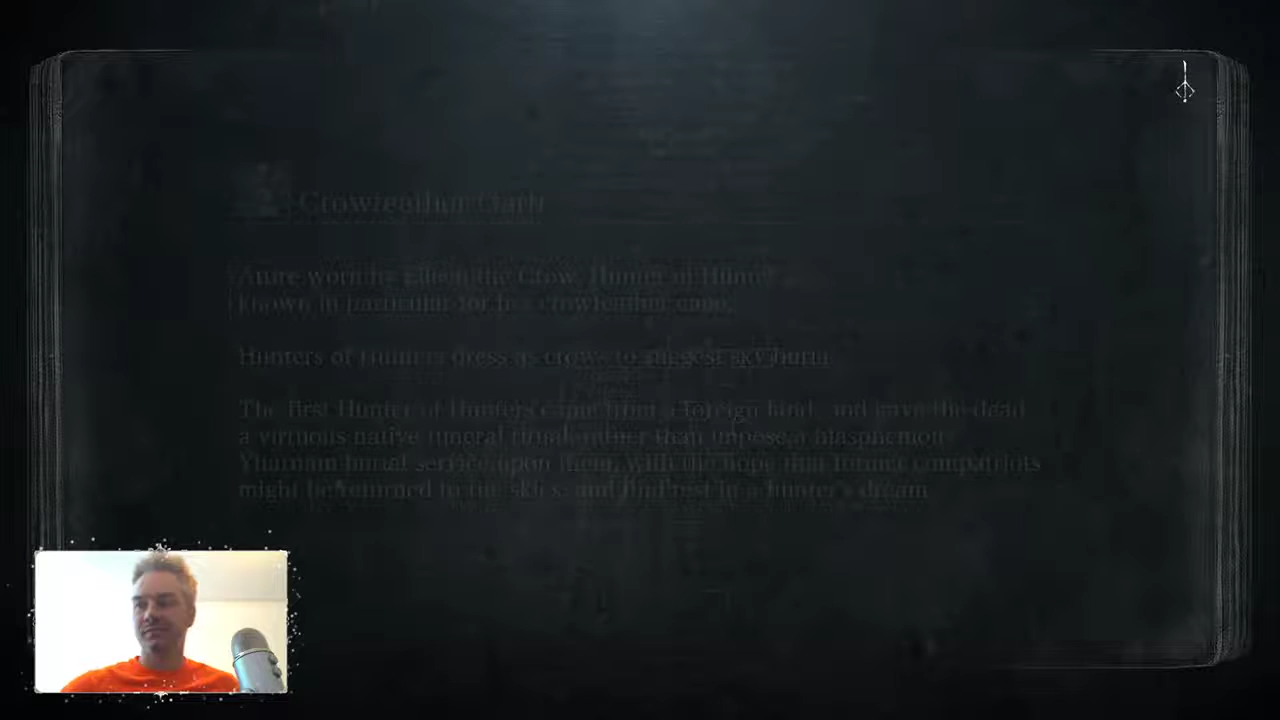 Crowfeather Garb
Attire worn by Eileen the Crow, Hunter of Hunters
known in particular for her crowfeather cape.
Hunters of Hunters dress as crows to suggest sky burial.
The first Hunter of Hunters came from a foreign land, and gave the dead
a virtuous native funeral ritual, rather than impose a blasphemous
Yharnam burial service upon them, with the hope that former compatriots
might be returned to the skies, and find rest in a hunter's dream.